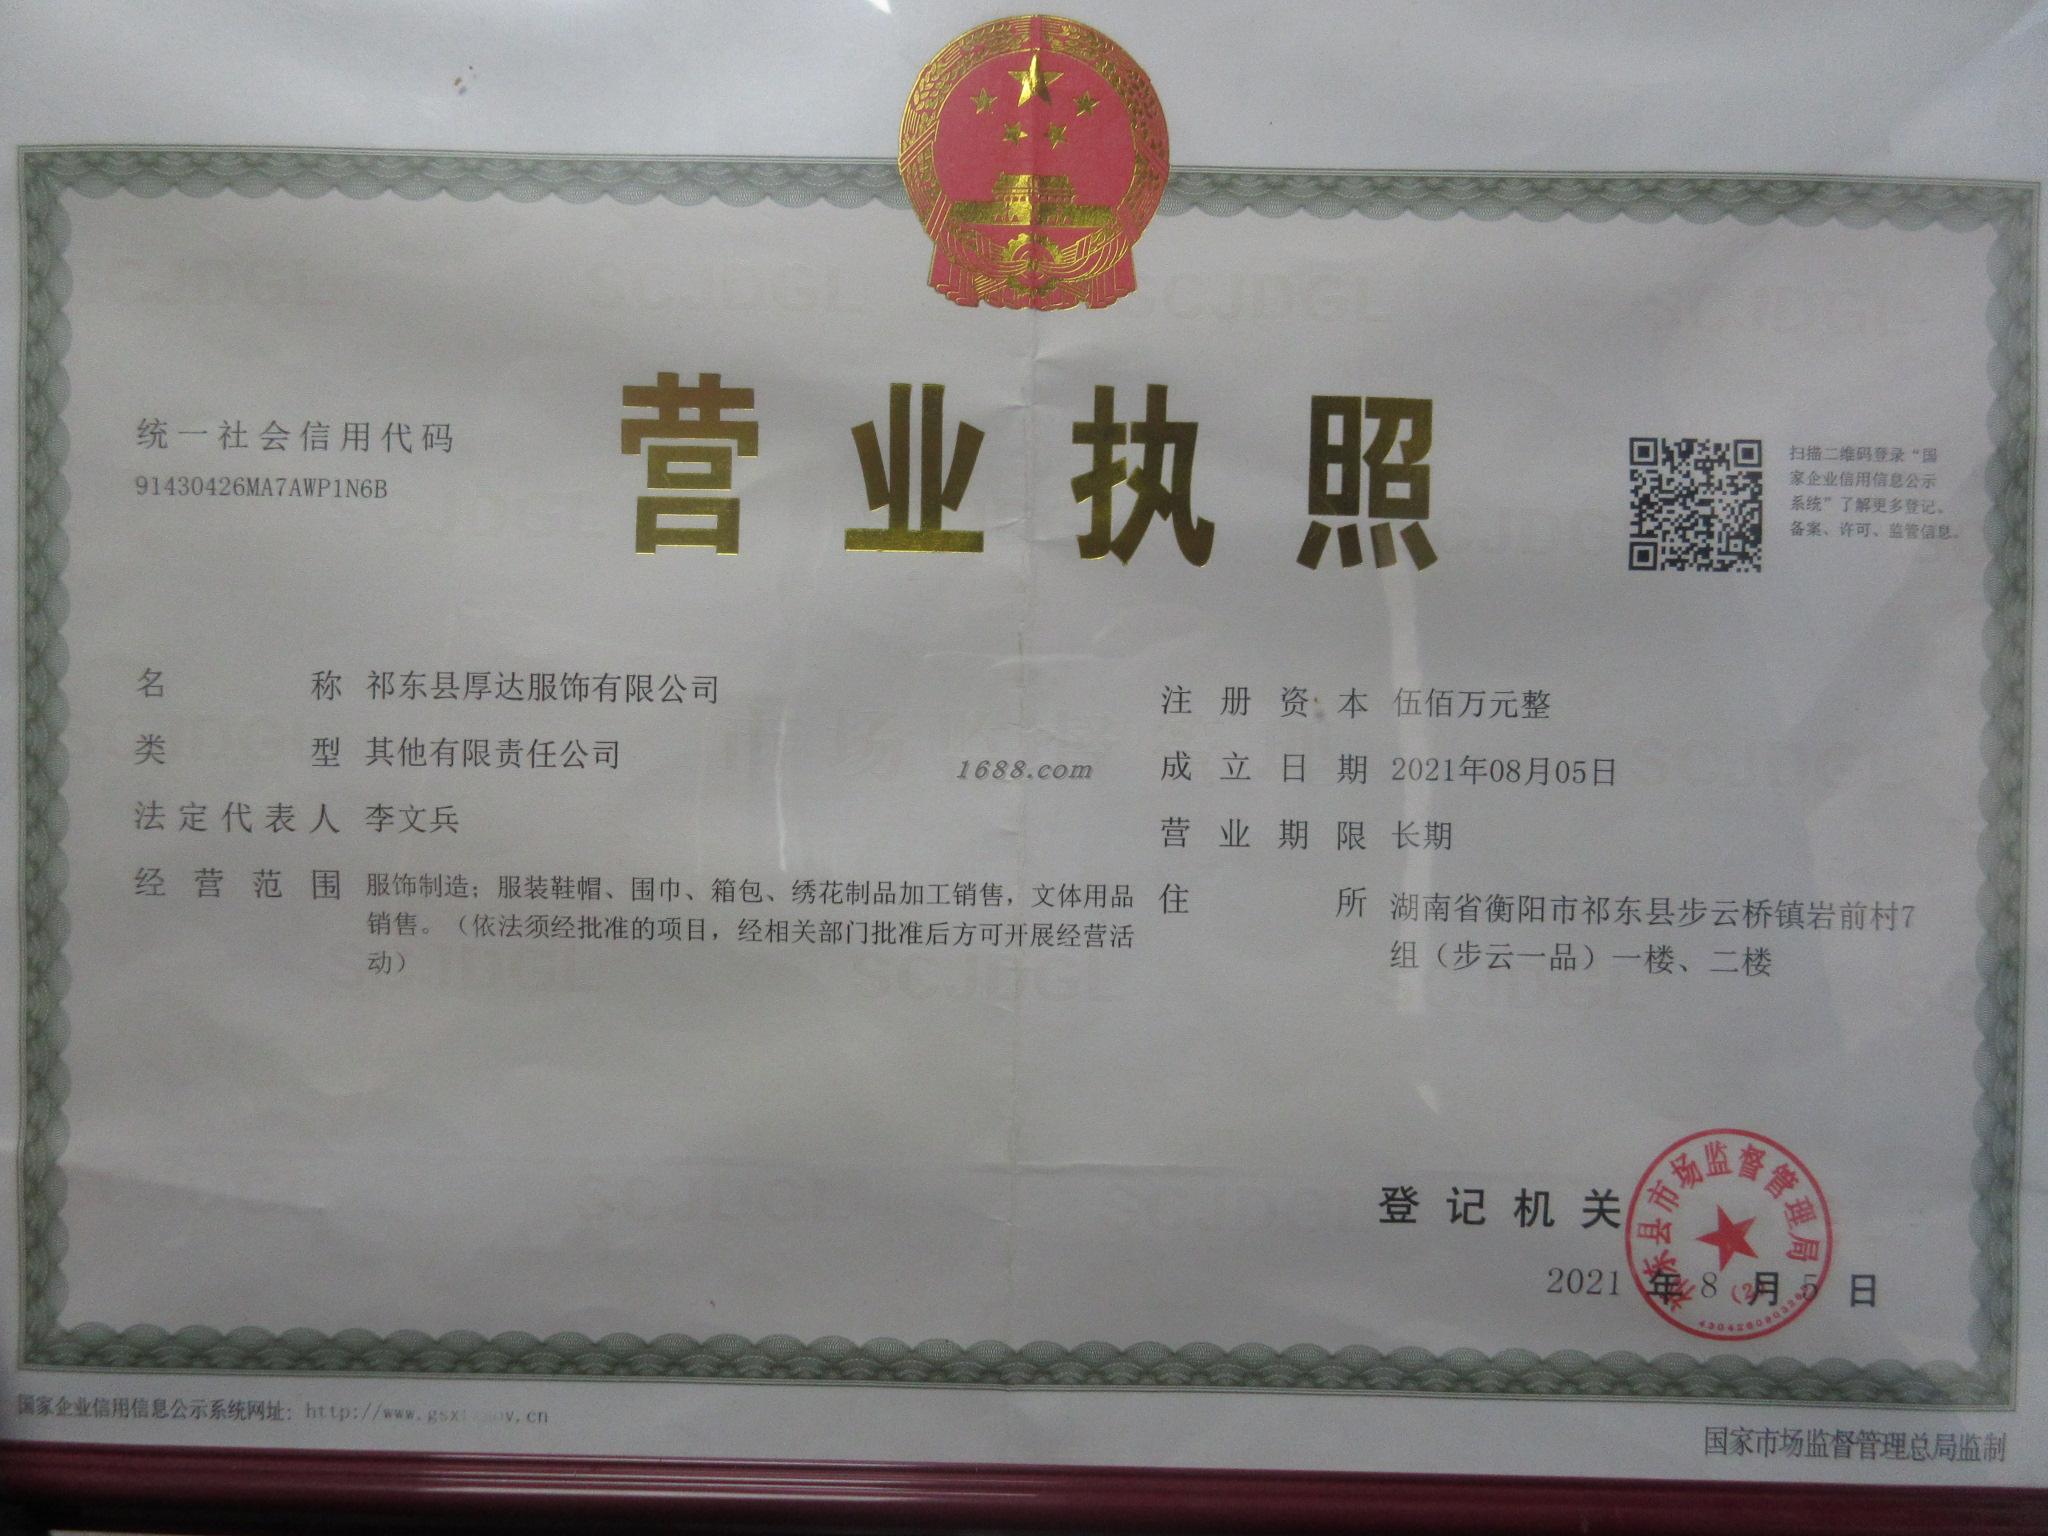 营业执照
统一社会信用代码
91430426MA7AWP1N6B
扫描二维码登录“国
家企业信用信息公示
系统”了解更多登记、
备案、许可、监管信息。
名称 祁东县厚达服饰有限公司
类型 其他有限责任公司
法定代表人 李文兵
经营范围 服饰制造；服装鞋帽、围巾、箱包、绣花制品加工销售，文体用品
销售。（依法须经批准的项目，经相关部门批准后方可开展经营活
动）
1688.com
注册资本 伍佰万元整
成立日期 2021年08月05日
营业期限 长期
住所 湖南省衡阳市祁东县步云桥镇岩前村7
组（步云一品）一楼、二楼
登记机关
祁东县市场监督管理局
(2)
2021年8月5日
国家企业信用信息公示系统网址：http://www.gsx
国家市场监督管理总局监制